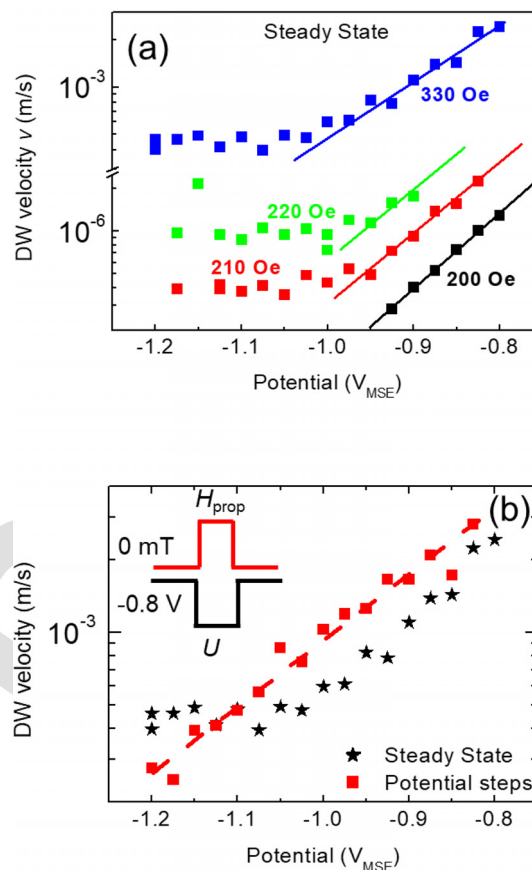 (a)
Steady State
DW velocity v (m/s)
10⁻³
10⁻⁶
330 Oe
220 Oe
210 Oe
200 Oe
-1.2 -1.1 -1.0 -0.9 -0.8
Potential (V_MSE)
(b)
DW velocity (m/s)
10⁻³
H_prop
0 mT
-0.8 V
U
Steady State
Potential steps
-1.2 -1.1 -1.0 -0.9 -0.8
Potential (V_MSE)